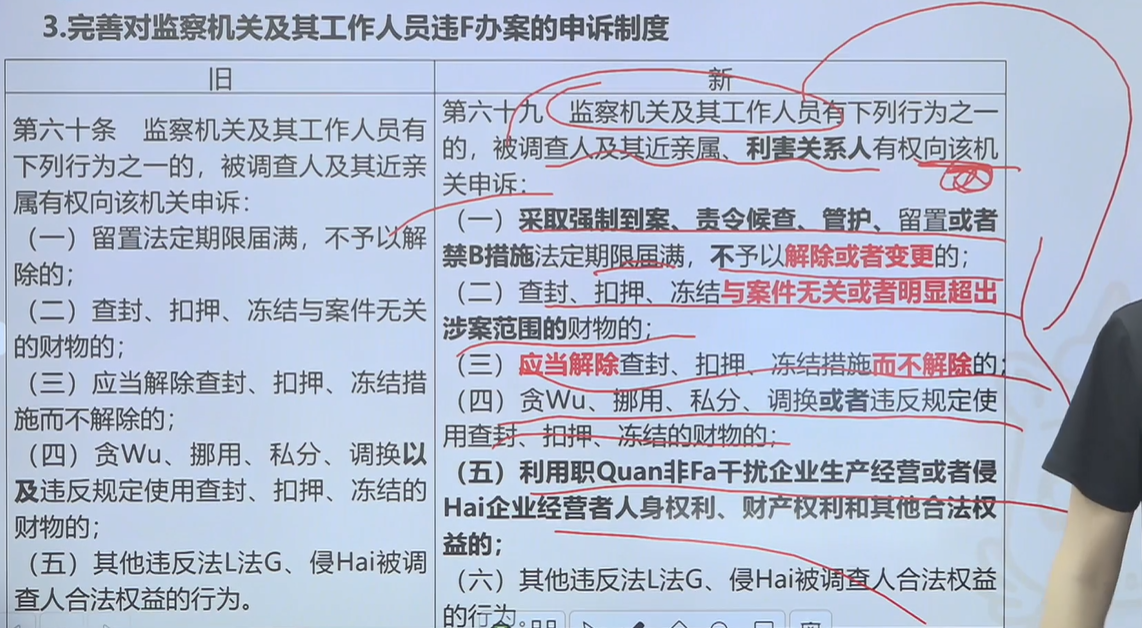 3.完善对监察机关及其工作人员违F办案的申诉制度
旧
第六十条 监察机关及其工作人员有
下列行为之一的，被调查人及其近亲
属有权向该机关申诉：
（一）留置法定期限届满，不予以解
除的；
（二）查封、扣押、冻结与案件无关
的财物的；
（三）应当解除查封、扣押、冻结措
施而不解除的；
（四）贪Wu、挪用、私分、调换以
及违反规定使用查封、扣押、冻结的
财物的；
（五）其他违反法L法G、侵Hai被调
查人合法权益的行为。
新
第六十九 监察机关及其工作人员有下列行为之一
的，被调查人及其近亲属、利害关系人有权向该机
关申诉：
（一）采取强制到案、责令候查、管护、留置或者
禁B措施法定期限届满，不予以解除或者变更的；
（二）查封、扣押、冻结与案件无关或者明显超出
涉案范围的财物的；
（三）应当解除查封、扣押、冻结措施而不解除的；
（四）贪Wu、挪用、私分、调换或者违反规定使
用查封、扣押、冻结的财物的；
（五）利用职Quan非Fa干扰企业生产经营或者侵
Hai企业经营者人身权利、财产权利和其他合法权
益的；
（六）其他违反法L法G、侵Hai被调查人合法权益
的行为。